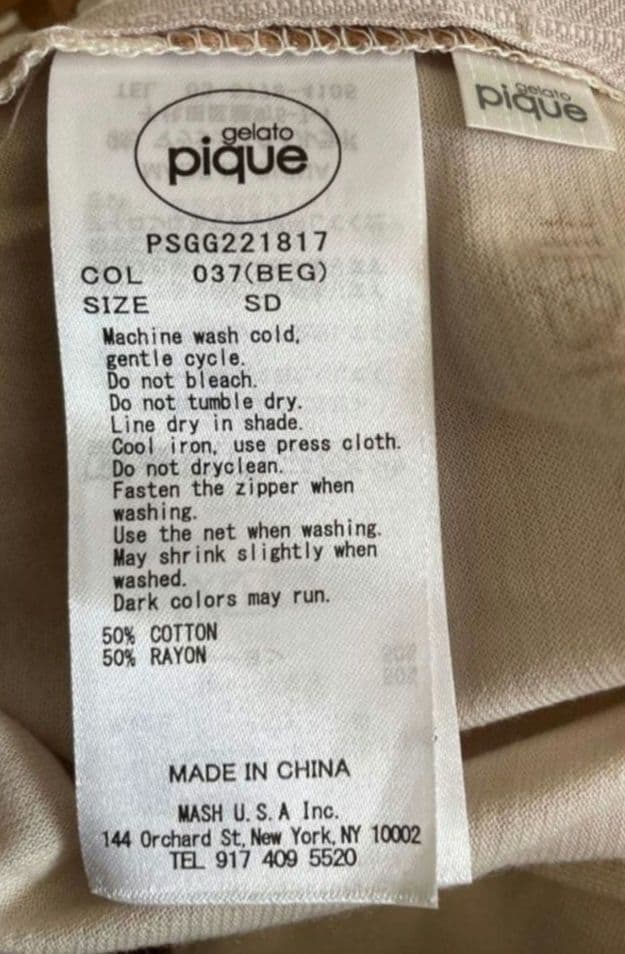 gelato
pique
gelato
pique
PSGG221817
COL 037(BEG)
SIZE SD
Machine wash cold,
gentle cycle.
Do not bleach.
Do not tumble dry.
Line dry in shade.
Cool iron, use press cloth.
Do not dryclean.
Fasten the zipper when
washing.
Use the net when washing.
May shrink slightly when
washed.
Dark colors may run.
50% COTTON
50% RAYON
MADE IN CHINA
MASH U.S.A Inc.
144 Orchard St, New York, NY 10002
TEL 917 409 5520